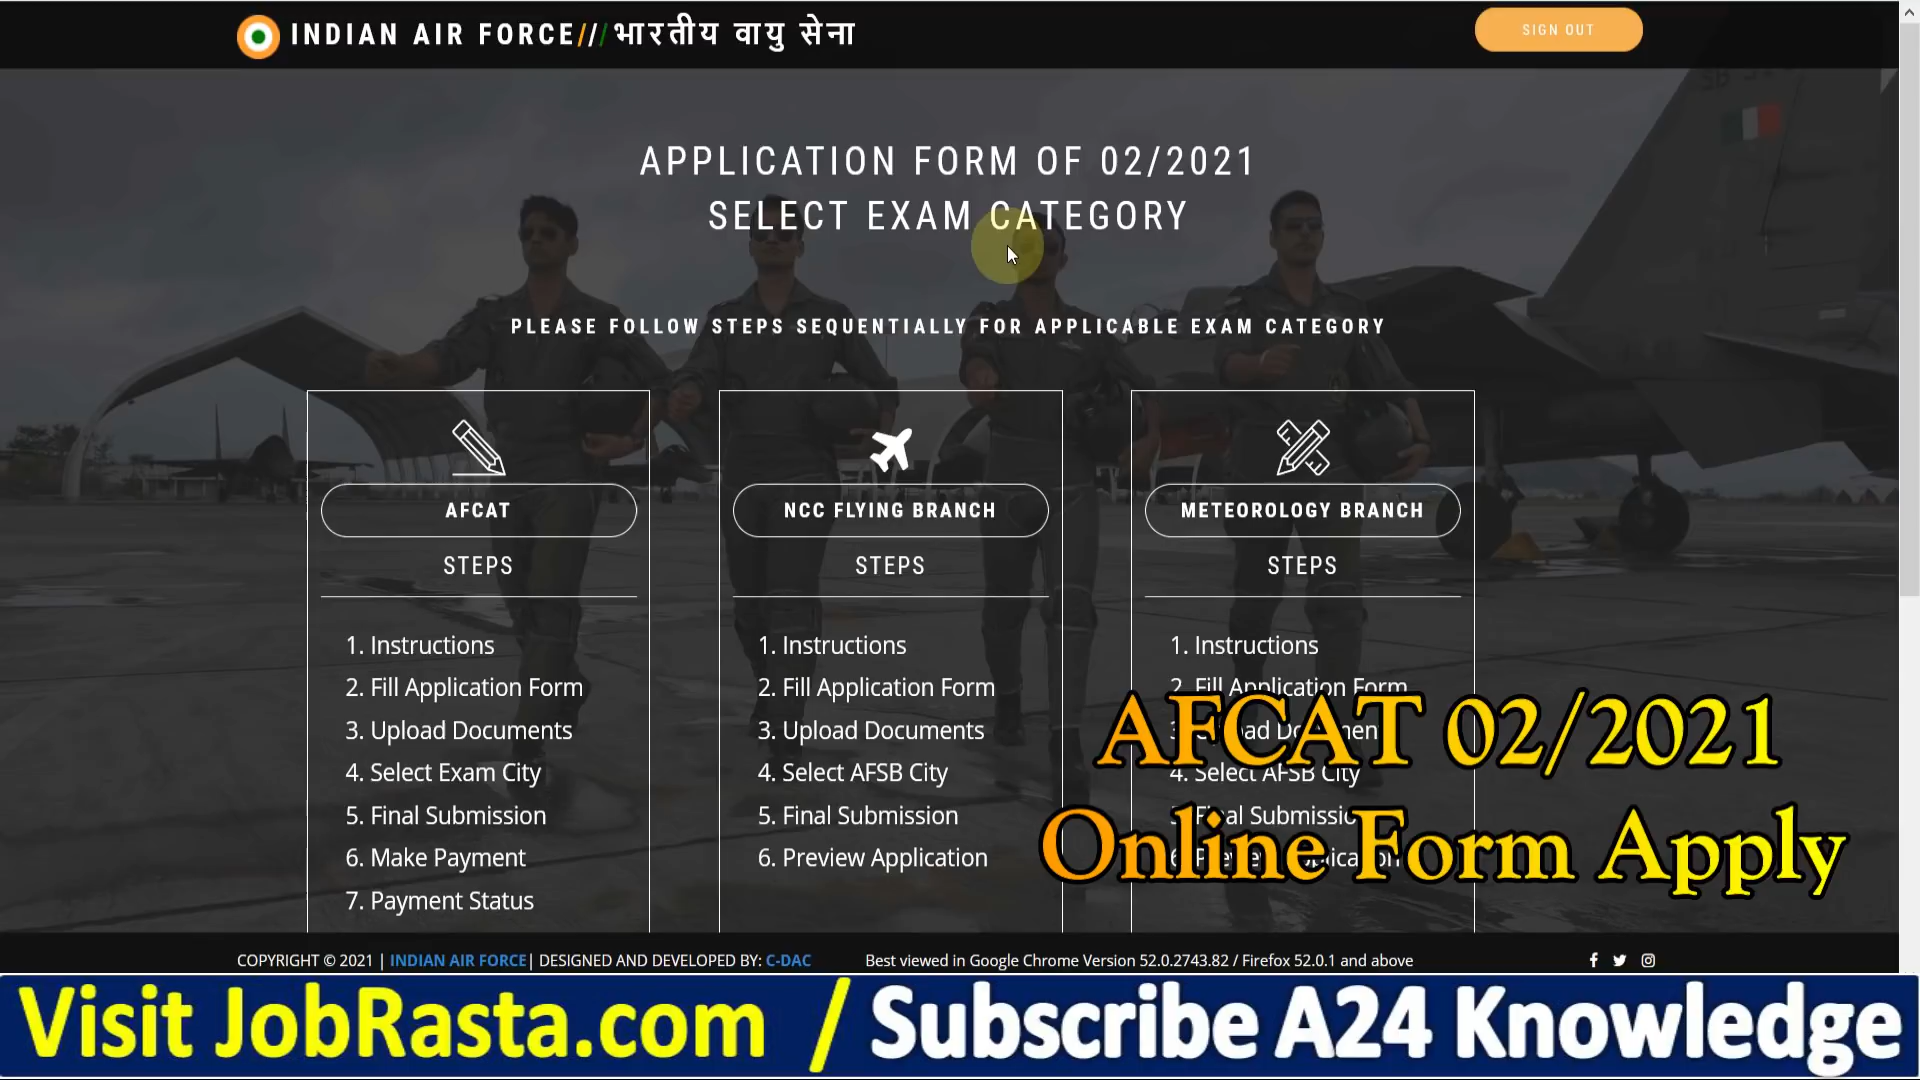 INDIAN AIR FORCE///भारतीय वायु सेना
SIGN OUT
APPLICATION FORM OF 02/2021
SELECT EXAM CATEGORY
PLEASE FOLLOW STEPS SEQUENTIALLY FOR APPLICABLE EXAM CATEGORY
AFCAT
STEPS
1. Instructions
2. Fill Application Form
3. Upload Documents
4. Select Exam City
5. Final Submission
6. Make Payment
7. Payment Status
NCC FLYING BRANCH
STEPS
1. Instructions
2. Fill Application Form
3. Upload Documents
4. Select AFSB City
5. Final Submission
6. Preview Application
METEOROLOGY BRANCH
STEPS
1. Instructions
2. Fill Application Form
4. Select AFSB City
AFCAT 02/2021
Online Form Apply
COPYRIGHT © 2021 | INDIAN AIR FORCE| DESIGNED AND DEVELOPED BY: C-DAC
Best viewed in Google Chrome Version 52.0.2743.82 / Firefox 52.0.1 and above
Visit JobRasta.com / Subscribe A24 Knowledge